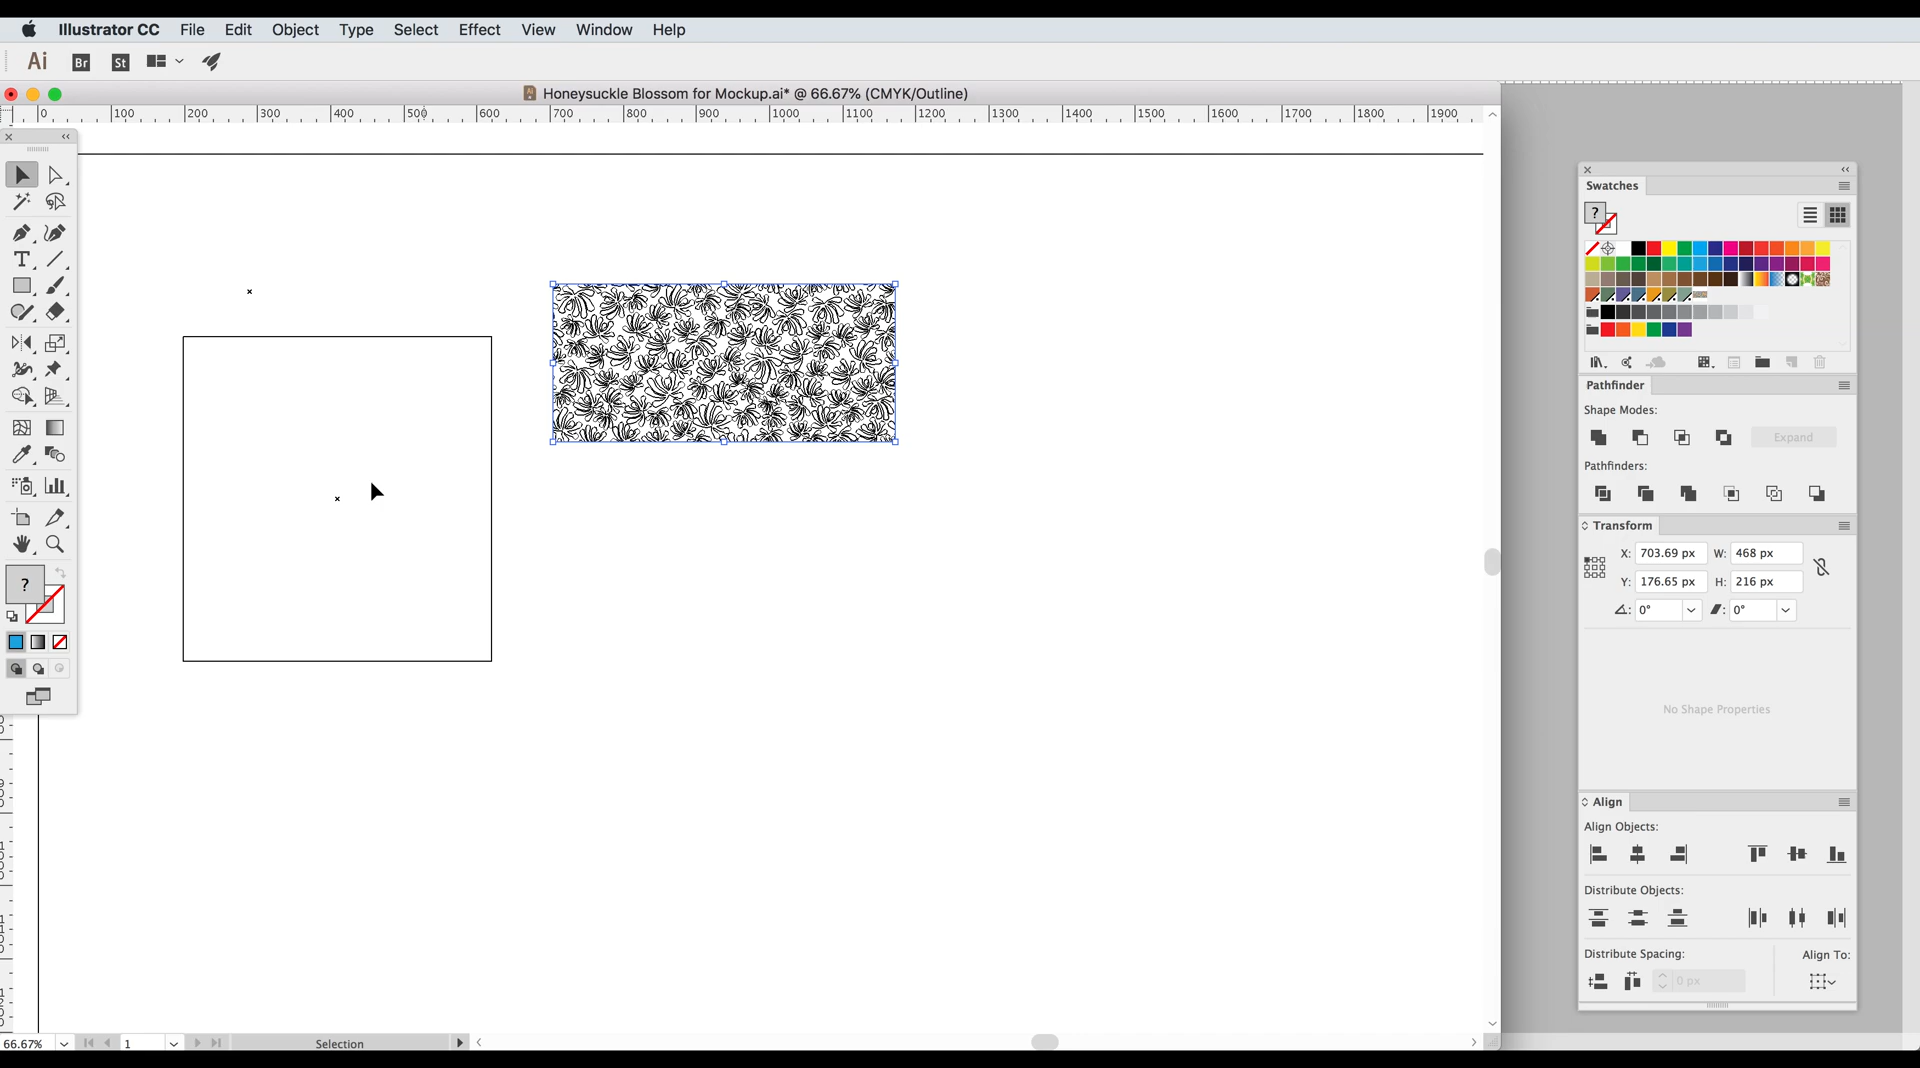 Illustrator CC File Edit Object Type Select Effect View Window Help
Ai Br St
Honeysuckle Blossom for Mockup.ai* @ 66.67% (CMYK/Outline)
0 100 200 300 400 500 600 700 800 900 1000 1100 1200 1300 1400 1500 1600 1700 1800 1900
Swatches
?
Pathfinder
Shape Modes:
Expand
Pathfinders:
Transform
X: 703.69 px W: 468 px
Y: 176.65 px H: 216 px
0° 0°
No Shape Properties
Align
Align Objects:
Distribute Objects:
Distribute Spacing: Align To:
0 px
T
?
66.67% 1 Selection